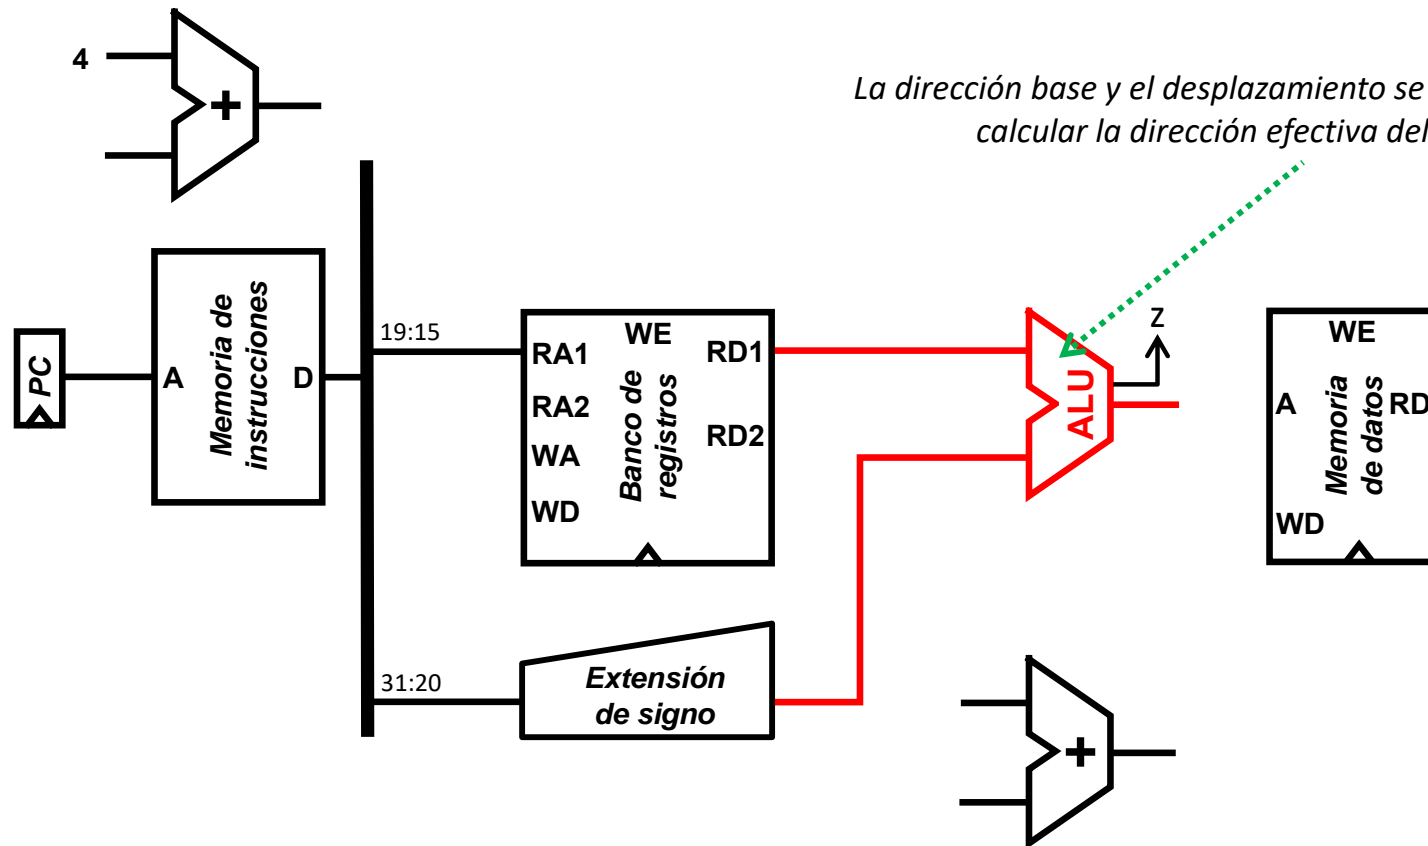 4
+
La dirección base y el desplazamiento se
calcular la dirección efectiva del
PC
A
Memoria de
instrucciones
D
19:15
RA1
RA2
WA
WD
WE
Banco de
registros
RD1
RD2
ALU
Z
WE
A
Memoria
de datos
RD
WD
31:20
Extensión
de signo
+